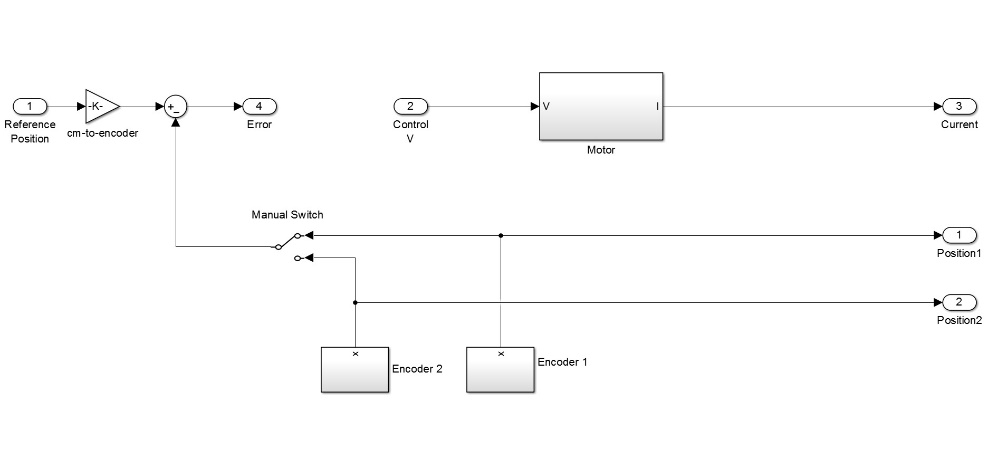 1
Reference
Position
-K-
cm-to-encoder
+
−
4
Error
2
Control
V
V
I
Motor
3
Current
Manual Switch
1
Position1
2
Position2
x
Encoder 2
x
Encoder 1